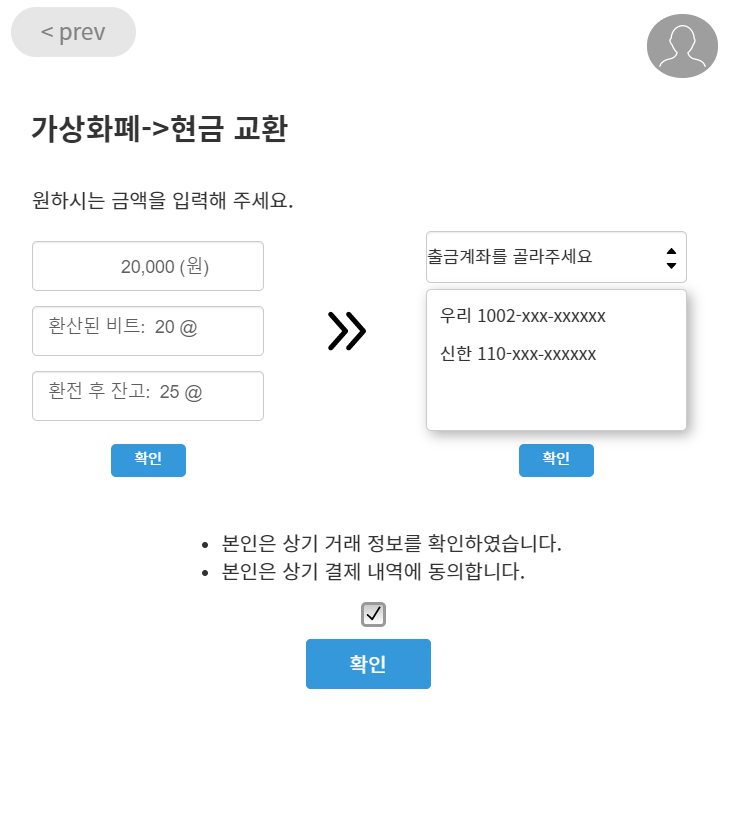 < prev
가상화폐->현금 교환
원하시는 금액을 입력해 주세요.
20,000 (원)
환산된 비트: 20 @
환전 후 잔고: 25 @
확인
출금계좌를 골라주세요
우리 1002-xxx-xxxxxx
신한 110-xxx-xxxxxx
확인
• 본인은 상기 거래 정보를 확인하였습니다.
• 본인은 상기 결제 내역에 동의합니다.
확인